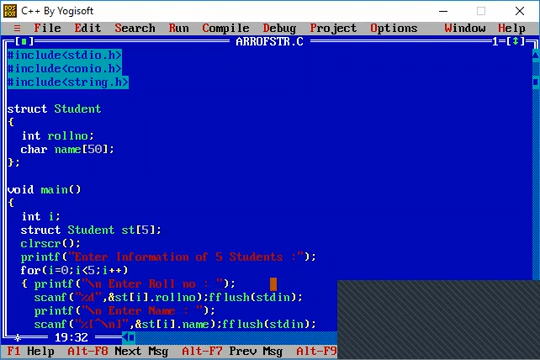 C++ By Yogisoft
≡ File Edit Search Run Compile Debug Project Options Window Help
[■] ARROFSTR.C 1=[↕]
#include<stdio.h>
#include<conio.h>
#include<string.h>
struct Student
{
int rollno;
char name[50];
};
void main()
{
int i;
struct Student st[5];
clrscr();
printf("Enter Information of 5 Students :");
for(i=0;i<5;i++)
{ printf("\n Enter Roll no : ");
scanf("%d",&st[i].rollno);fflush(stdin);
printf("\n Enter Name : ");
scanf("%[^\n]",&st[i].name);fflush(stdin);
19:32
F1 Help Alt-F8 Next Msg Alt-F7 Prev Msg Alt-F9